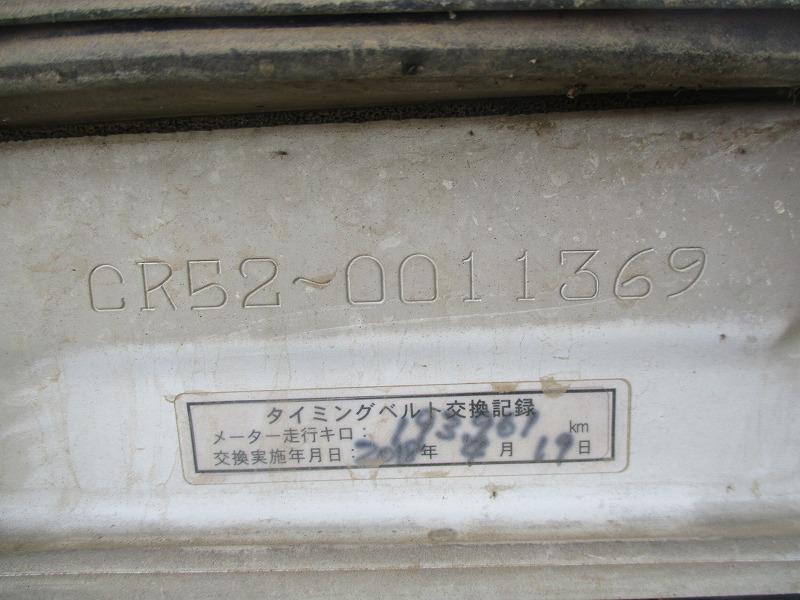 CR52-0011369
タイミングベルト交換記録
メーター走行キロ: km
交換実施年月日: 2018年 4月 19日